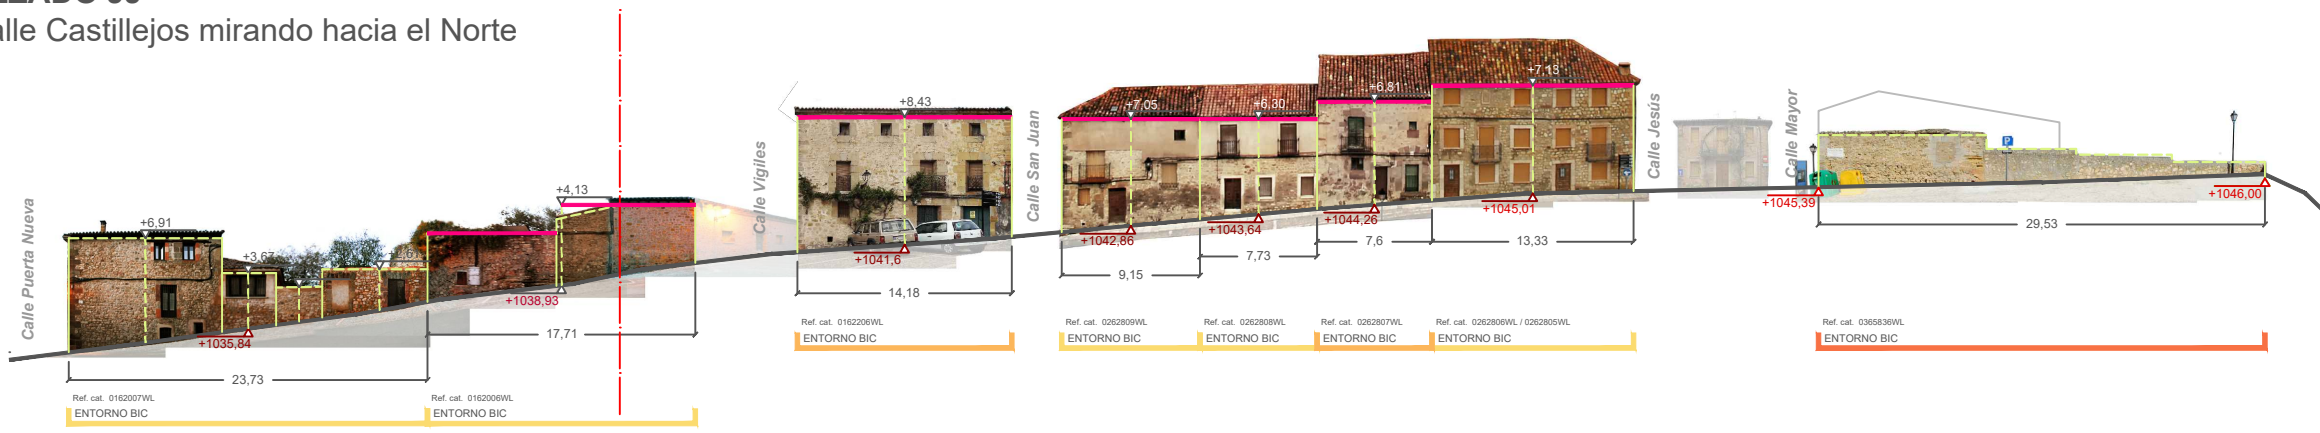 alle Castillejos mirando hacia el Norte
Calle Puerta Nueva
+6,91
+3,67
+2,61
+4,13
+1035,84
+1038,93
23,73
17,71
Ref. cat. 0162007WL
ENTORNO BIC
Ref. cat. 0162006WL
ENTORNO BIC
Calle Vigiles
+8,43
+1041,6
14,18
Ref. cat. 0162206WL
ENTORNO BIC
Calle San Juan
+7,05
+6,30
+6,81
+7,13
+1042,86
+1043,64
+1044,26
+1045,01
9,15
7,73
7,6
13,33
Ref. cat. 0262809WL
ENTORNO BIC
Ref. cat. 0262808WL
ENTORNO BIC
Ref. cat. 0262807WL
ENTORNO BIC
Ref. cat. 0262806WL / 0262805WL
ENTORNO BIC
Calle Jesús
Calle Mayor
P
+1045,39
+1046,00
29,53
Ref. cat. 0365836WL
ENTORNO BIC